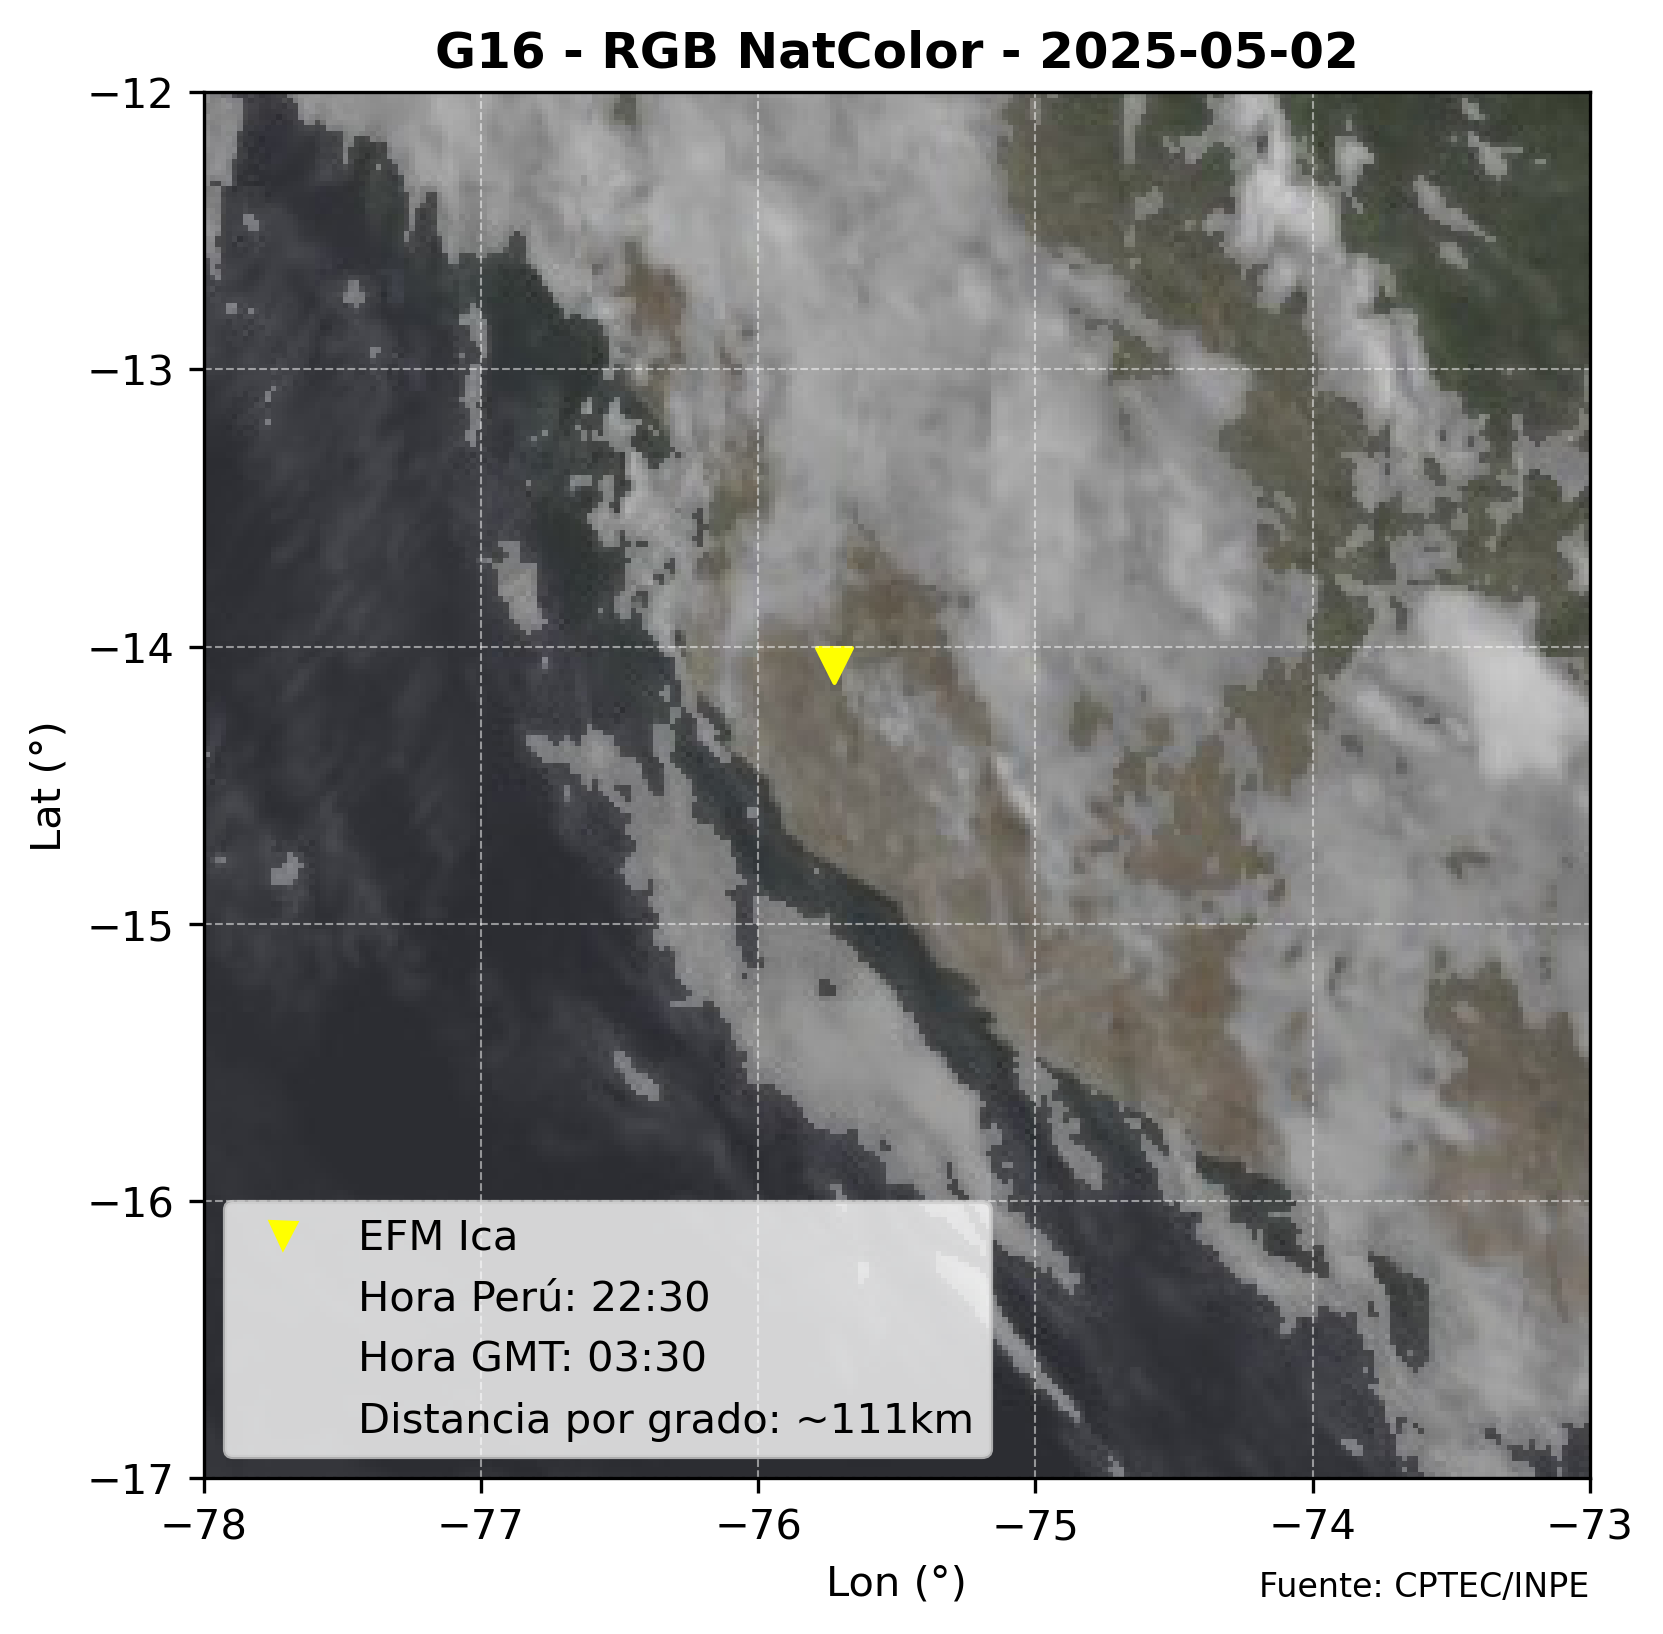 G16 - RGB NatColor - 2025-05-02
−12
−13
−14
−15
−16
−17
Lat (°)
EFM Ica
Hora Perú: 22:30
Hora GMT: 03:30
Distancia por grado: ~111km
−78 −77 −76 −75 −74 −73
Lon (°)
Fuente: CPTEC/INPE